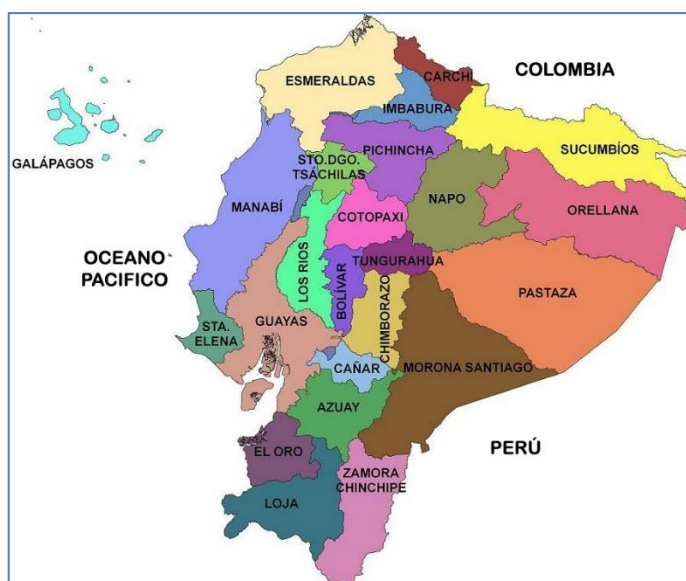 ESMERALDAS
CARCHI
COLOMBIA
IMBABURA
GALÁPAGOS
PICHINCHA
SUCUMBÍOS
STO.DGO.
TSÁCHILAS
MANABÍ
COTOPAXI
NAPO
ORELLANA
OCEANO
PACIFICO
LOS RIOS
BOLÍVAR
TUNGURAHUA
CHIMBORAZO
PASTAZA
STA.
ELENA
GUAYAS
CAÑAR
MORONA SANTIAGO
AZUAY
PERÚ
EL ORO
ZAMORA
CHINCHIPE
LOJA